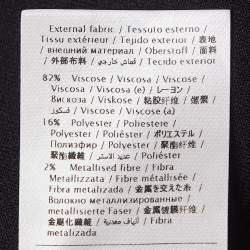 External fabric / Tessuto esterno /
Tissu extérieur / Tejido exterior / 表地
/ внешний материал / Oberstoff / 面料
/ 外部布料 / قماش خارجي / Tecido exterior
82% Viscose / Viscosa / Viscose /
Viscosa / Viscosa (e) / レーヨン /
Вискоза / Viskose / 粘胶纤维 / 嫘縈 /
فسكوز / Viscose / Viscosa (a)
16% Polyester / Poliestere /
Polyester / Poliéster / ポリエステル /
Полиэфир / Polyester / 聚酯纤维 /
聚酯纖維 / عديد الاستر / Poliéster
2% Metallised fibre / Fibra
Metallizzata / Fibre métallisée /
Fibra metalizada / 金属を交えた糸 /
Волокно металлизированное /
metallisierte Faser / 金属镀膜纤维 /
金屬化纖維 / ألياف معدنية /
Fibra metalizada